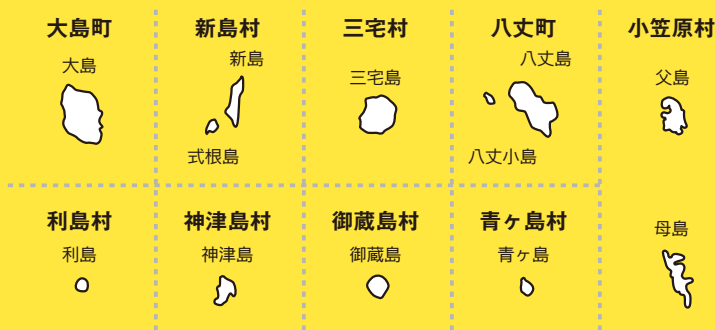 大島町
大島
新島村
新島
式根島
三宅村
三宅島
八丈町
八丈島
八丈小島
小笠原村
父島
母島
利島村
利島
神津島村
神津島
御蔵島村
御蔵島
青ヶ島村
青ヶ島